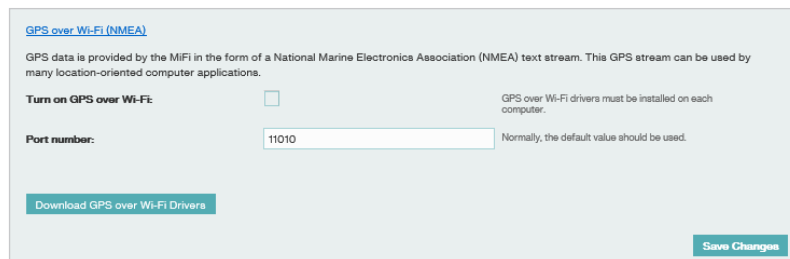 GPS over Wi-Fi (NMEA)
GPS data is provided by the MiFi in the form of a National Marine Electronics Association (NMEA) text stream. This GPS stream can be used by
many location-oriented computer applications.
Turn on GPS over Wi-Fi:
GPS over Wi-Fi drivers must be installed on each
computer.
Port number:
11010
Normally, the default value should be used.
Download GPS over Wi-Fi Drivers
Save Changes